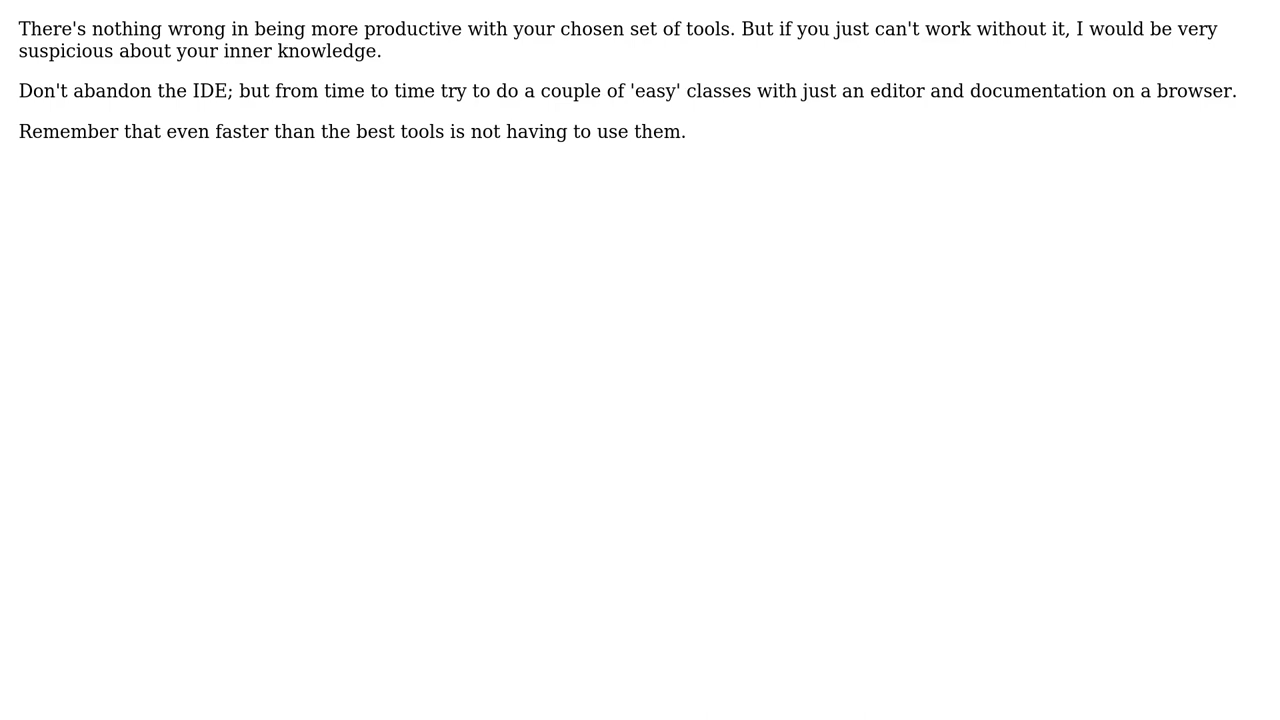 There's nothing wrong in being more productive with your chosen set of tools. But if you just can't work without it, I would be very
suspicious about your inner knowledge.
Don't abandon the IDE; but from time to time try to do a couple of 'easy' classes with just an editor and documentation on a browser.
Remember that even faster than the best tools is not having to use them.